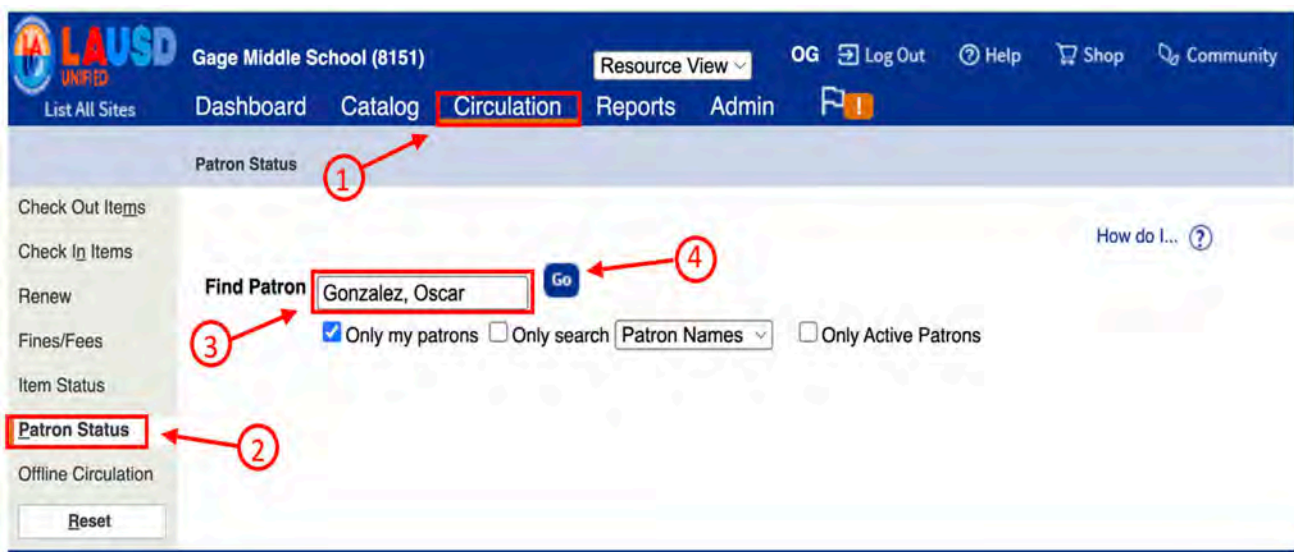 LAUSD
UNIFIED
Gage Middle School (8151)
Resource View
OG Log Out
? Help
Shop
Community
List All Sites
Dashboard Catalog Circulation Reports Admin !
1
Patron Status
Check Out Items
Check In Items
Renew
Fines/Fees
Item Status
Patron Status
Offline Circulation
Reset
How do I... ?
4
Find Patron Gonzalez, Oscar Go
3
Only my patrons Only search Patron Names Only Active Patrons
2